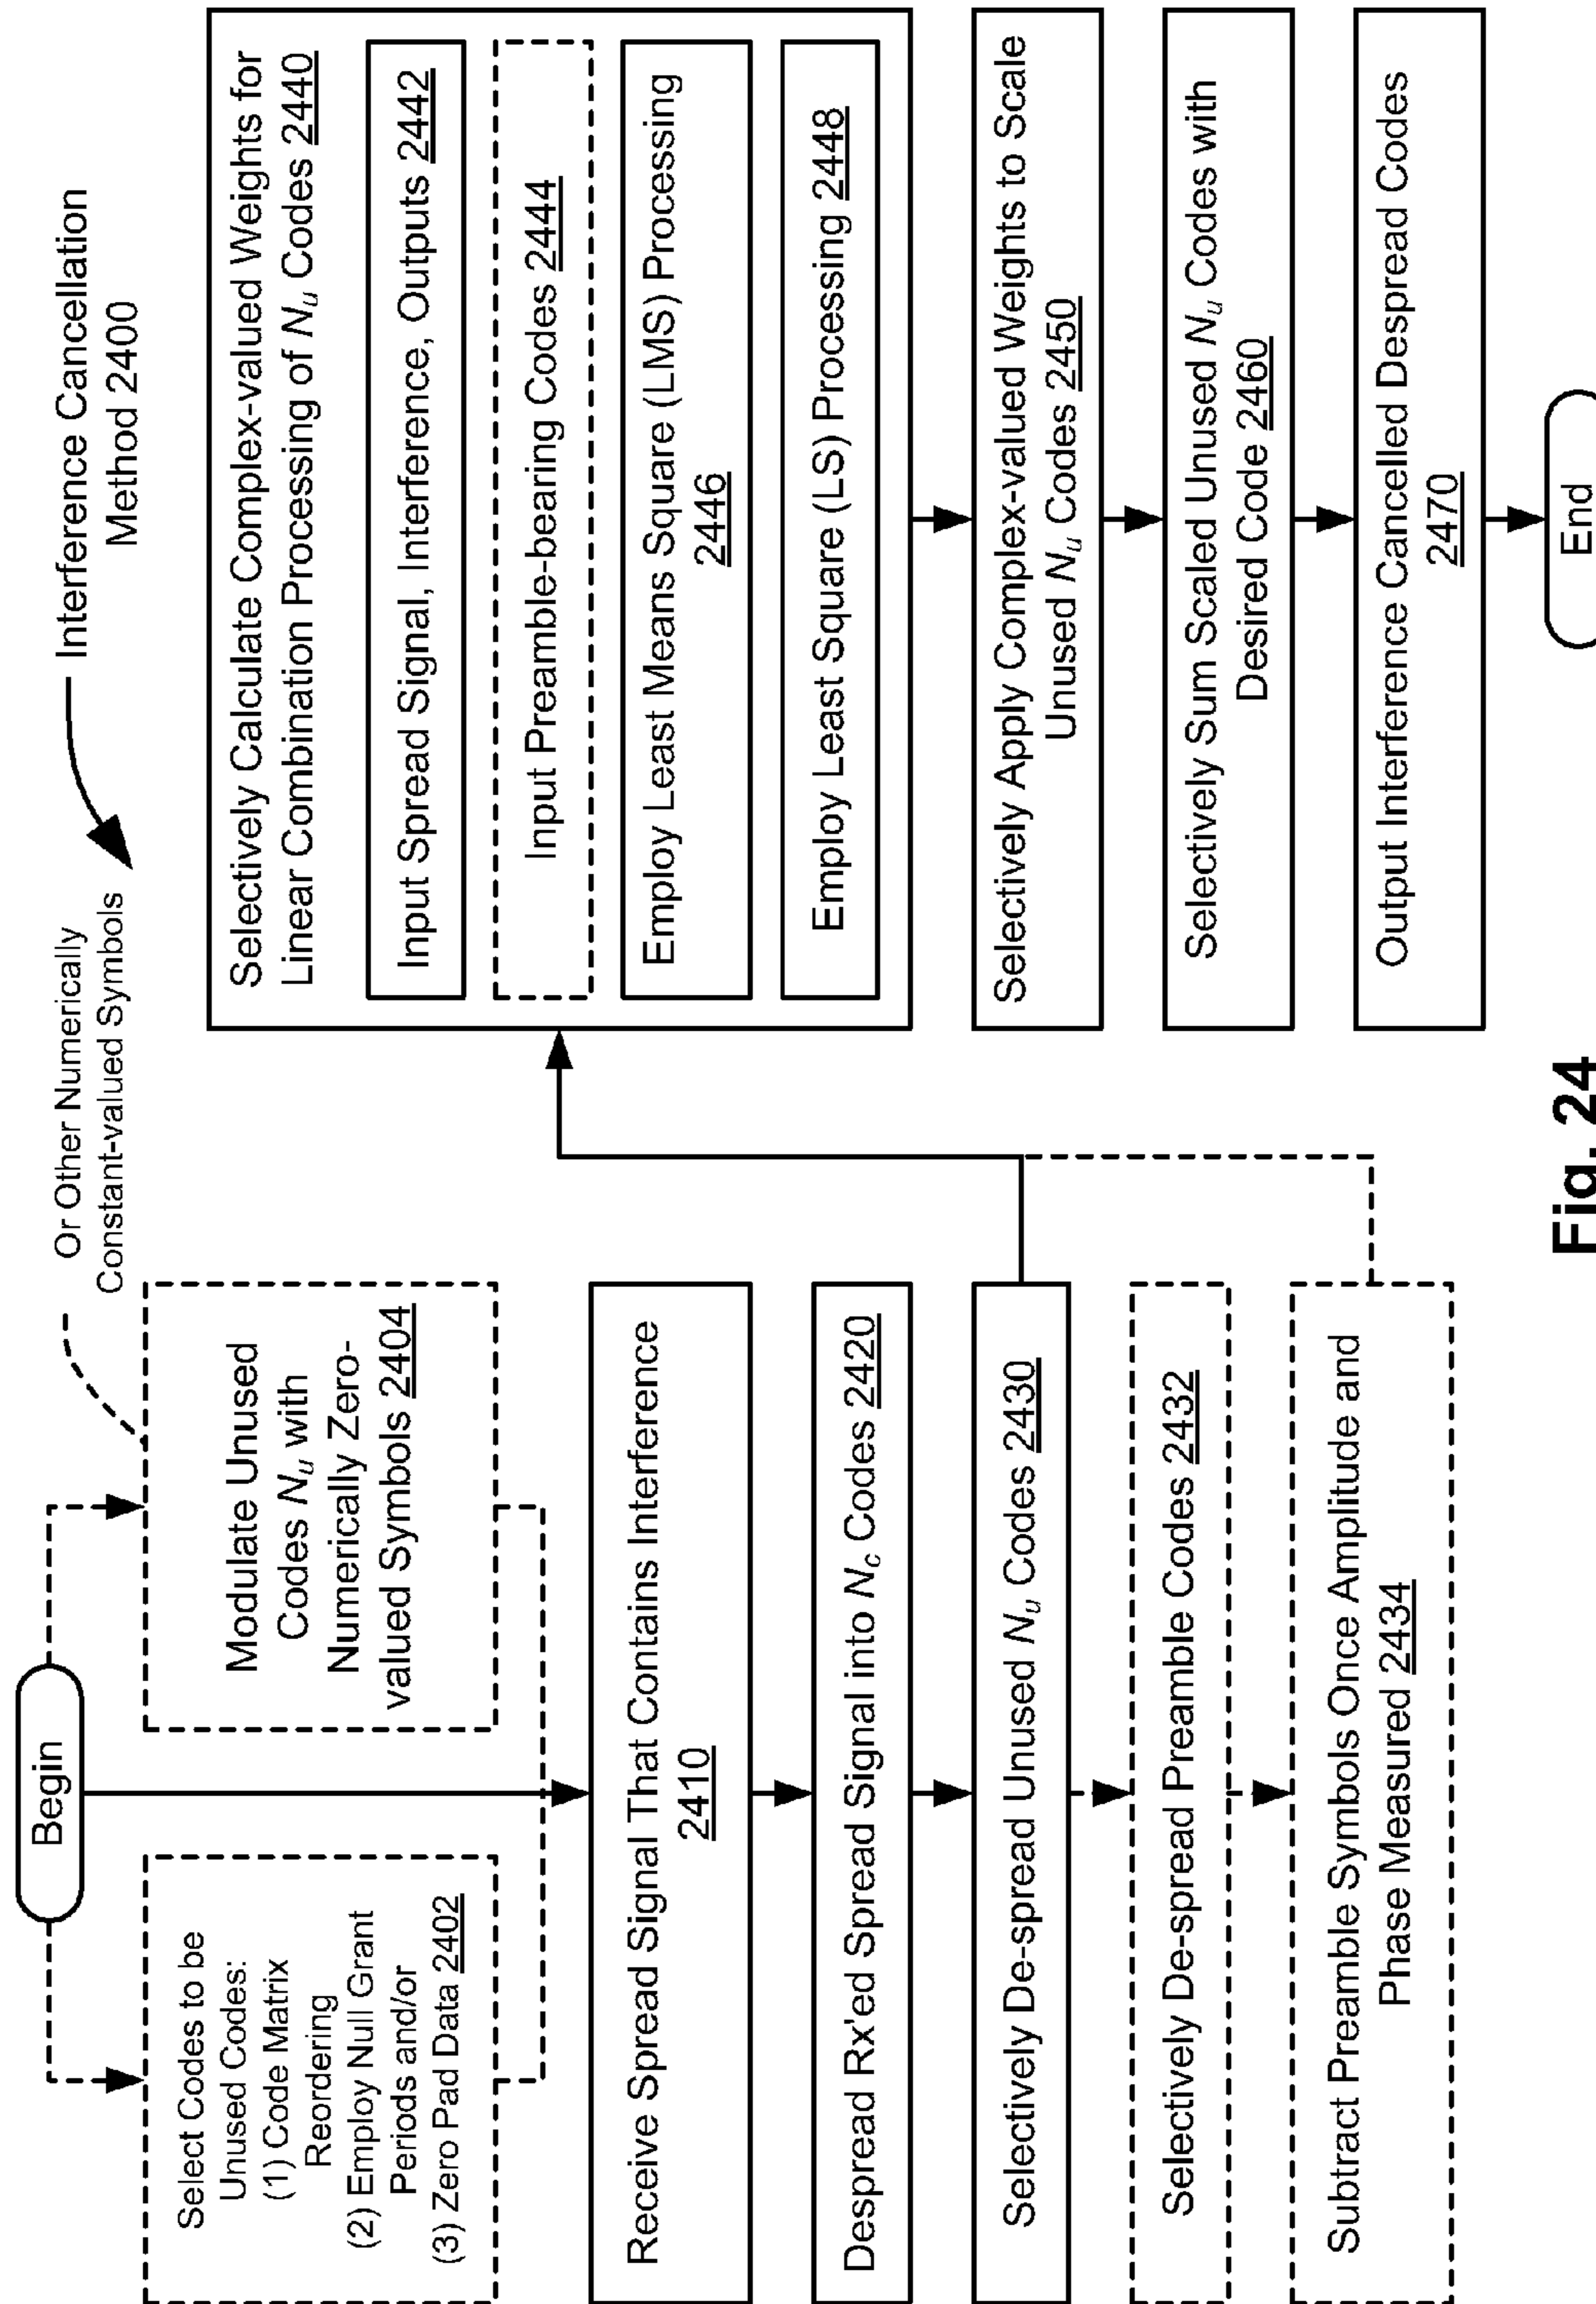 Interference Cancellation
Method 2400
Or Other Numerically
Constant-valued Symbols
Begin
Select Codes to be
Unused Codes:
(1) Code Matrix
Reordering
(2) Employ Null Grant
Periods and/or
(3) Zero Pad Data 2402
Modulate Unused
Codes Nu with
Numerically Zero-
valued Symbols 2404
Receive Spread Signal That Contains Interference
2410
Despread Rx'ed Spread Signal into Nc Codes 2420
Selectively De-spread Unused Nu Codes 2430
Selectively De-spread Preamble Codes 2432
Subtract Preamble Symbols Once Amplitude and
Phase Measured 2434
Selectively Calculate Complex-valued Weights for
Linear Combination Processing of Nu Codes 2440
Input Spread Signal, Interference, Outputs 2442
Input Preamble-bearing Codes 2444
Employ Least Means Square (LMS) Processing
2446
Employ Least Square (LS) Processing 2448
Selectively Apply Complex-valued Weights to Scale
Unused Nu Codes 2450
Selectively Sum Scaled Unused Nu Codes with
Desired Code 2460
Output Interference Cancelled Despread Codes
2470
End
Fig. 24